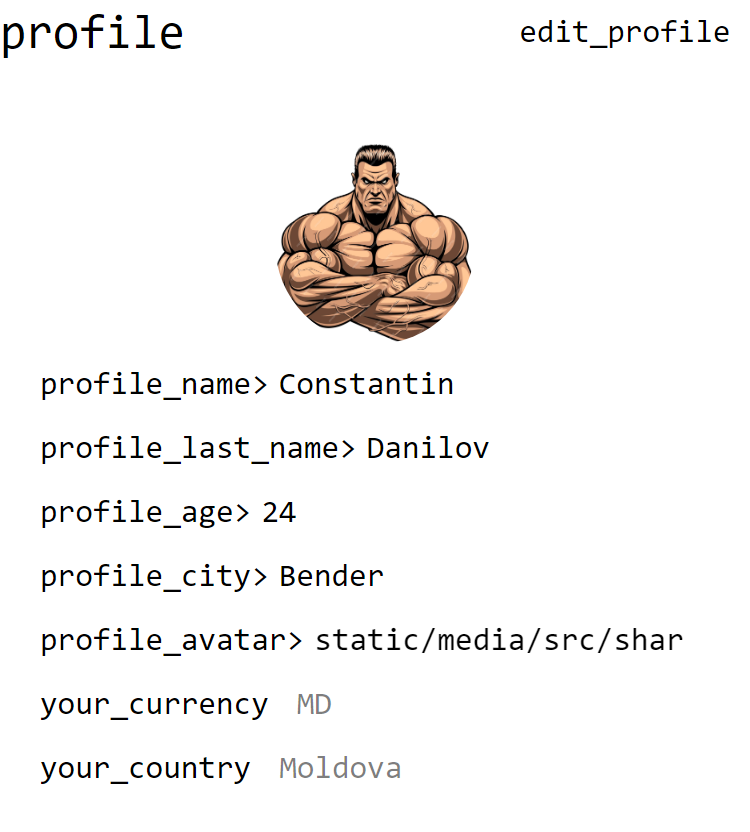 profile
edit_profile
profile_name> Constantin
profile_last_name> Danilov
profile_age> 24
profile_city> Bender
profile_avatar> static/media/src/shar
your_currency MD
your_country Moldova